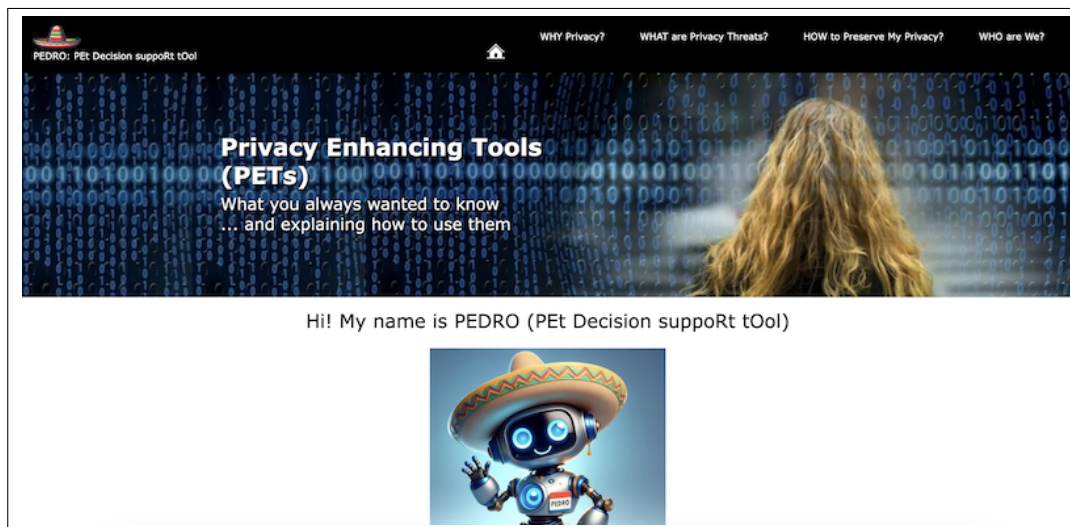 WHY Privacy?
WHAT are Privacy Threats?
HOW to Preserve My Privacy?
WHO are We?
PEDRO: PEt Decision suppoRt tOol
Privacy Enhancing Tools
(PETs)
What you always wanted to know
... and explaining how to use them
Hi! My name is PEDRO (PEt Decision suppoRt tOol)
PEDRO